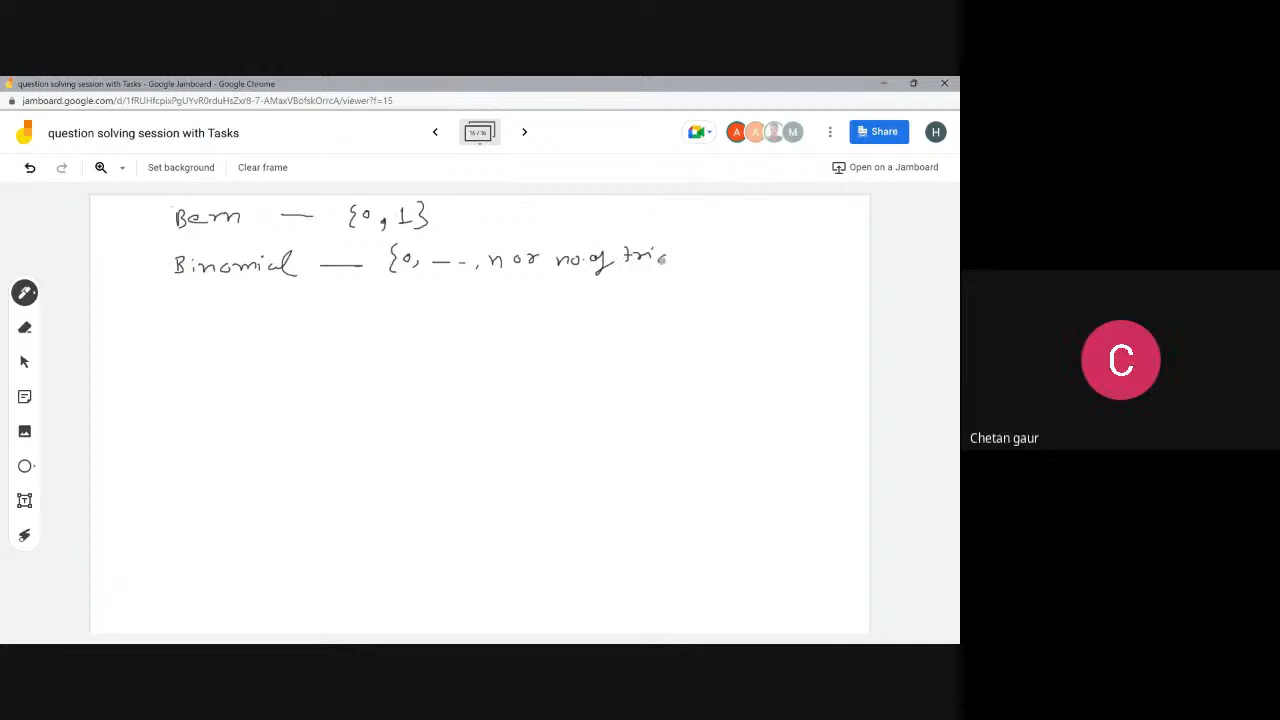 question solving session with Tasks - Google Jamboard - Google Chrome
jamboard.google.com/d/1fRUHfcpixPgUYvR0rduHsZxr8-7-AMaxVBofskOrrcA/viewer?f=15
question solving session with Tasks
A A M
Share
H
Set background
Clear frame
Open on a Jamboard
Bern — {0, 1}
Binomial — {0, – – -, n or no. of tria
C
Chetan gaur